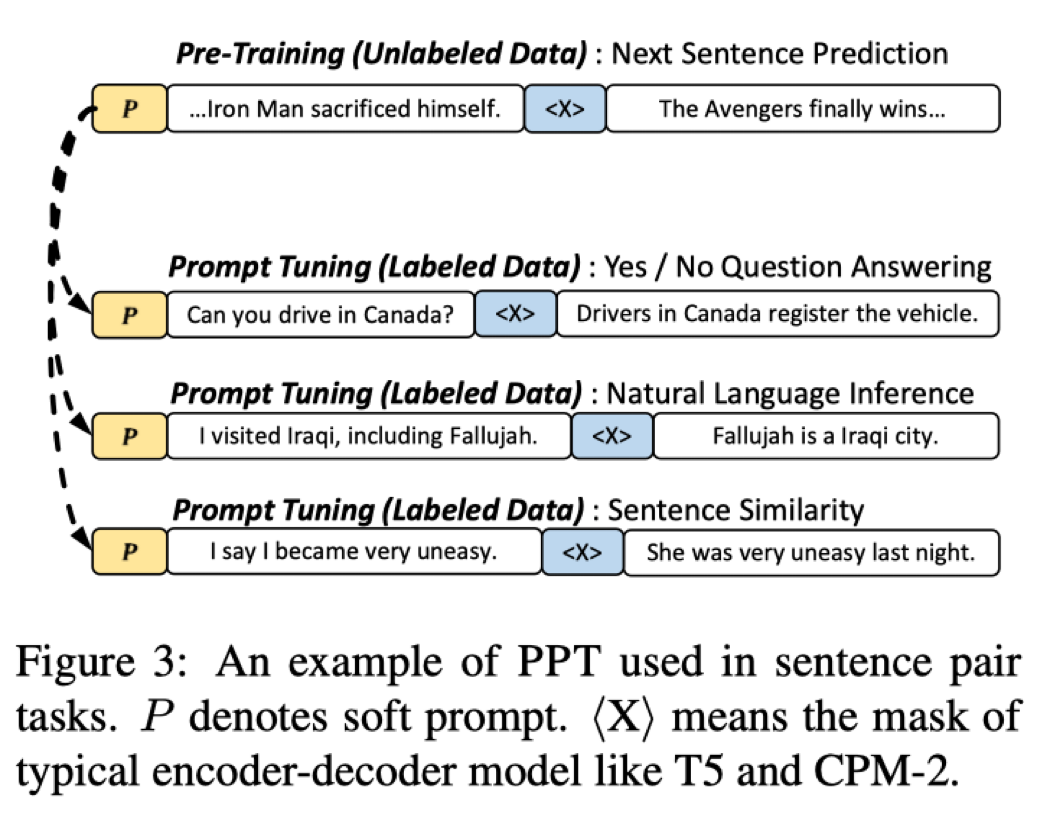 Pre-Training (Unlabeled Data) : Next Sentence Prediction
P ...Iron Man sacrificed himself. <X> The Avengers finally wins...
Prompt Tuning (Labeled Data) : Yes / No Question Answering
P Can you drive in Canada? <X> Drivers in Canada register the vehicle.
Prompt Tuning (Labeled Data) : Natural Language Inference
P I visited Iraqi, including Fallujah. <X> Fallujah is a Iraqi city.
Prompt Tuning (Labeled Data) : Sentence Similarity
P I say I became very uneasy. <X> She was very uneasy last night.
Figure 3: An example of PPT used in sentence pair
tasks. P denotes soft prompt. ⟨X⟩ means the mask of
typical encoder-decoder model like T5 and CPM-2.